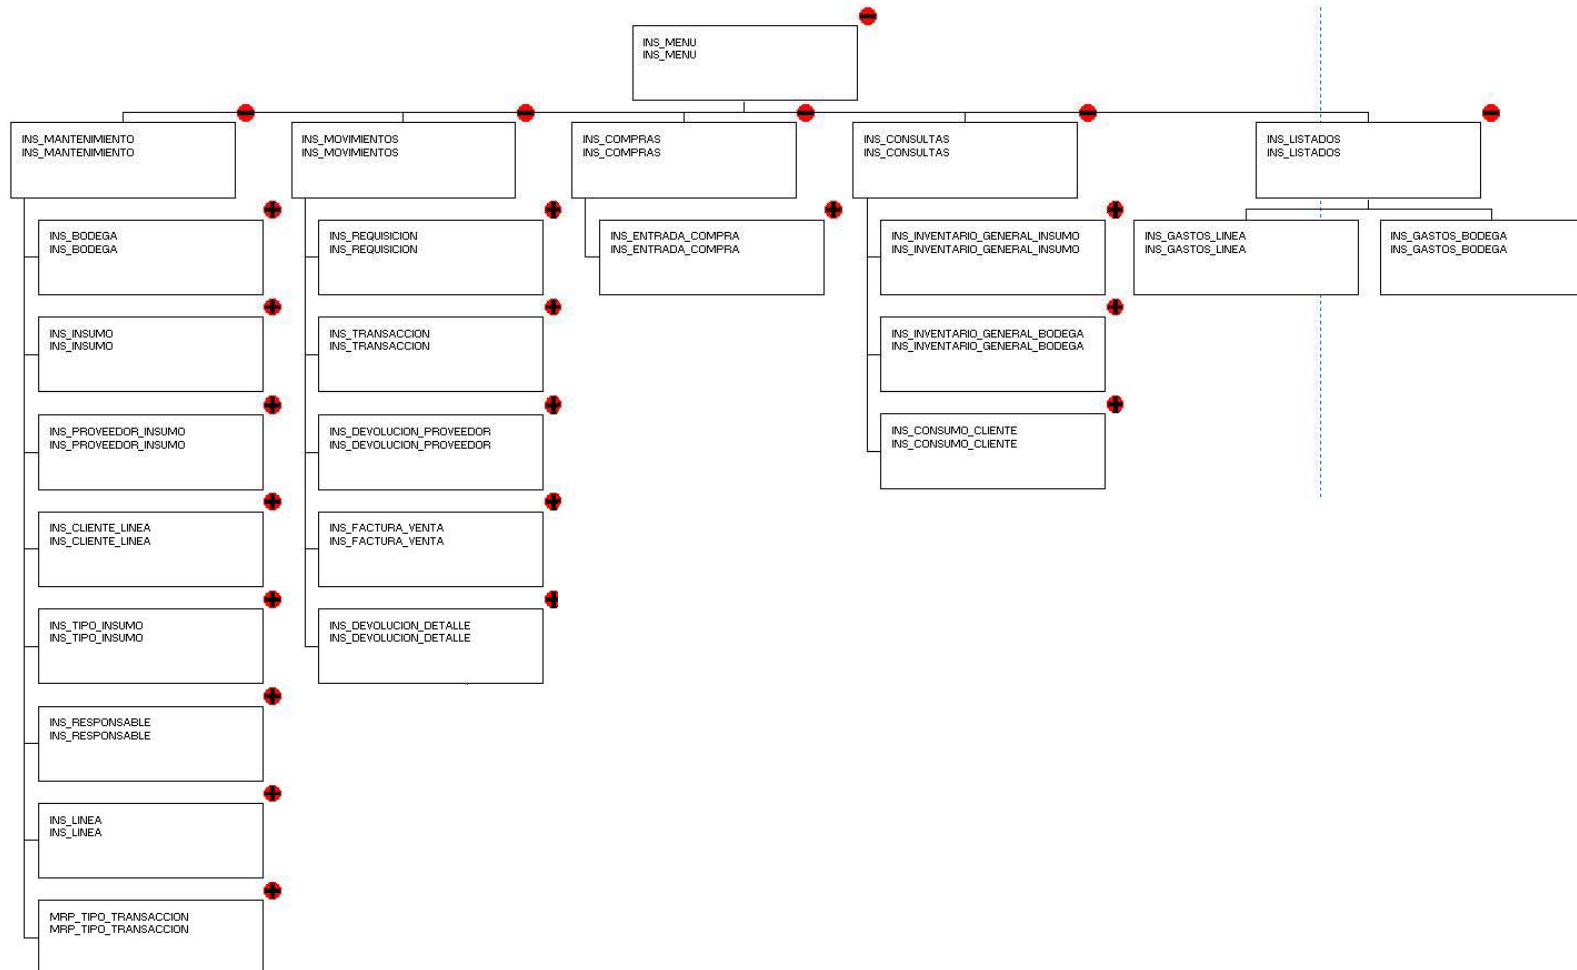 INS_MENU
INS_MENU
INS_MANTENIMIENTO
INS_MANTENIMIENTO
INS_MOVIMIENTOS
INS_MOVIMIENTOS
INS_COMPRAS
INS_COMPRAS
INS_CONSULTAS
INS_CONSULTAS
INS_LISTADOS
INS_LISTADOS
INS_BODEGA
INS_BODEGA
INS_REQUISICION
INS_REQUISICION
INS_ENTRADA_COMPRA
INS_ENTRADA_COMPRA
INS_INVENTARIO_GENERAL_INSUMO
INS_INVENTARIO_GENERAL_INSUMO
INS_GASTOS_LINEA
INS_GASTOS_LINEA
INS_GASTOS_BODEGA
INS_GASTOS_BODEGA
INS_INSUMO
INS_INSUMO
INS_TRANSACCION
INS_TRANSACCION
INS_INVENTARIO_GENERAL_BODEGA
INS_INVENTARIO_GENERAL_BODEGA
INS_PROVEEDOR_INSUMO
INS_PROVEEDOR_INSUMO
INS_DEVOLUCION_PROVEEDOR
INS_DEVOLUCION_PROVEEDOR
INS_CONSUMO_CLIENTE
INS_CONSUMO_CLIENTE
INS_CLIENTE_LINEA
INS_CLIENTE_LINEA
INS_FACTURA_VENTA
INS_FACTURA_VENTA
INS_TIPO_INSUMO
INS_TIPO_INSUMO
INS_DEVOLUCION_DETALLE
INS_DEVOLUCION_DETALLE
INS_RESPONSABLE
INS_RESPONSABLE
INS_LINEA
INS_LINEA
MRP_TIPO_TRANSACCION
MRP_TIPO_TRANSACCION